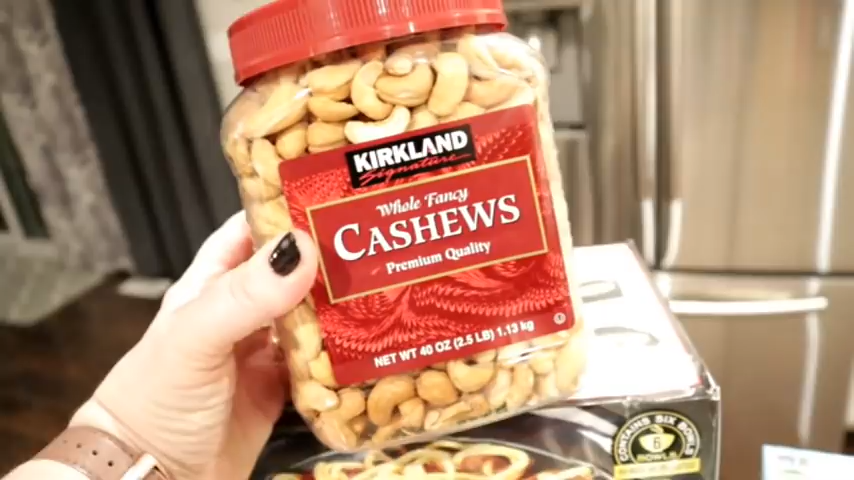 KIRKLAND
Signature
Whole Fancy
CASHEWS
Premium Quality
NET WT 40 OZ (2.5 LB) 1.13 kg
CONTAINS SIX BOWLS
6
BOWLS